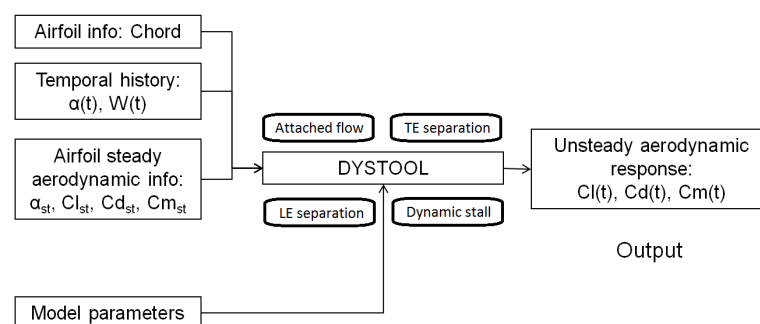 Airfoil info: Chord
Temporal history:
α(t), W(t)
Airfoil steady
aerodynamic info:
αst, Clst, Cdst, Cmst
Model parameters
Attached flow
TE separation
DYSTOOL
LE separation
Dynamic stall
Unsteady aerodynamic
response:
Cl(t), Cd(t), Cm(t)
Output